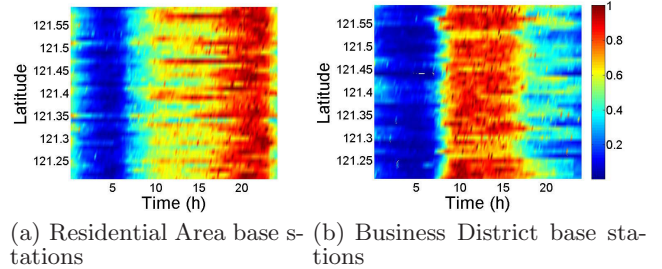 121.55
121.5
121.45
121.4
121.35
121.3
121.25
Latitude
5 10 15 20
Time (h)
121.55
121.5
121.45
121.4
121.35
121.3
121.25
Latitude
5 10 15 20
Time (h)
1
0.8
0.6
0.4
0.2
(a) Residential Area base s-
tations
(b) Business District base sta-
tions